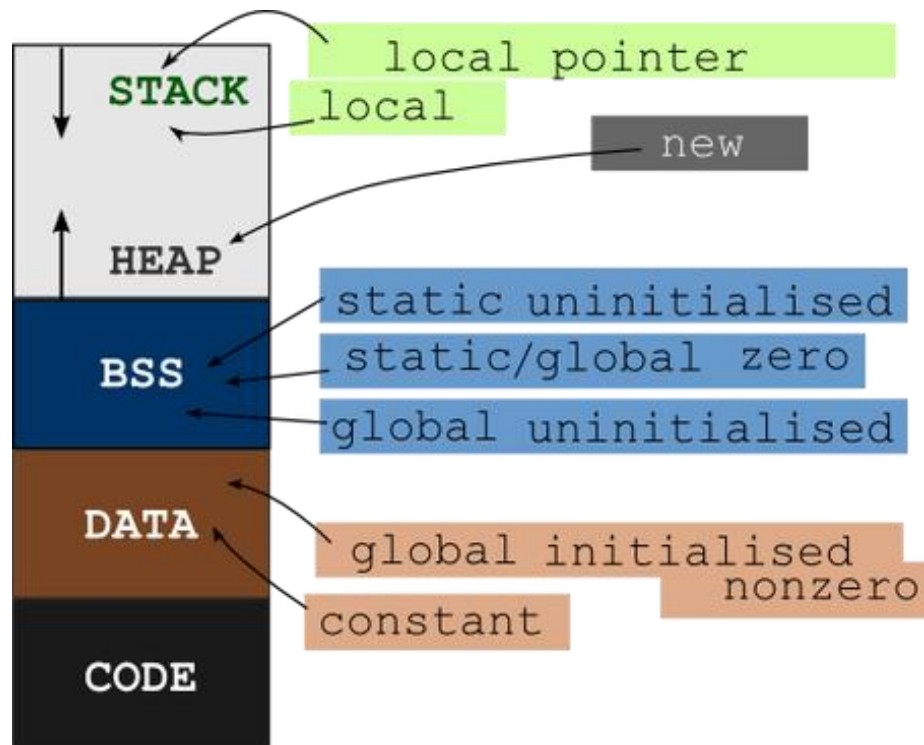 local pointer
STACK
local
new
HEAP
static uninitialised
BSS
static/global zero
global uninitialised
DATA
global initialised
nonzero
constant
CODE